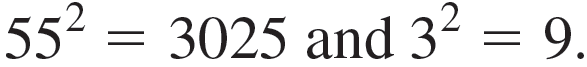 55² = 3025 and 3² = 9.